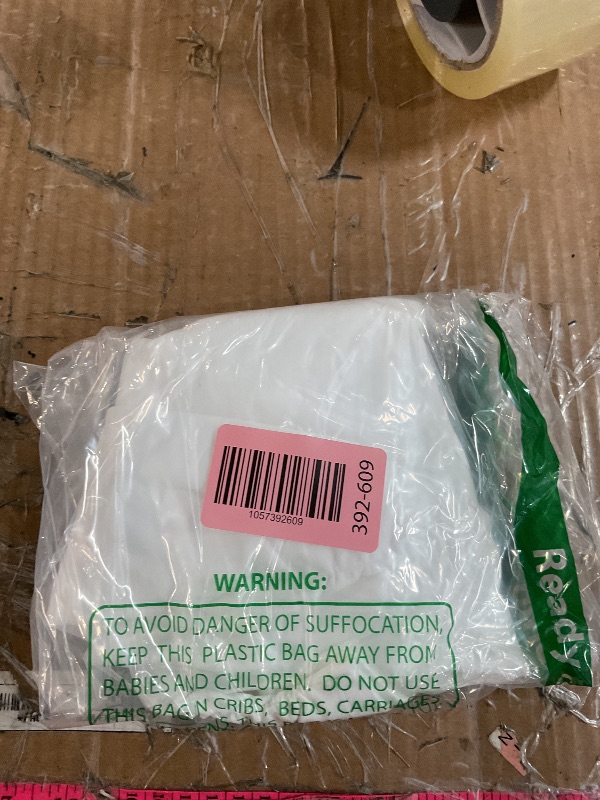 1057392609
392-609
WARNING:
TO AVOID DANGER OF SUFFOCATION,
KEEP THIS PLASTIC BAG AWAY FROM
BABIES AND CHILDREN. DO NOT USE
THIS BAG N CRIBS, BEDS, CARRIAGES
Ready